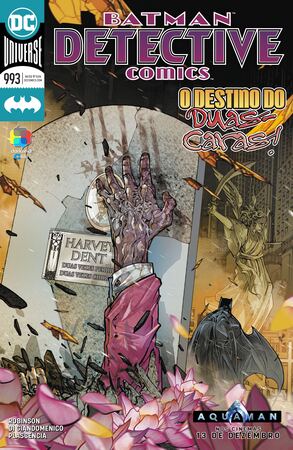 DC
UNIVERSE
993
BATMAN
DETECTIVE
COMICS™
O DESTINO DO
DUAS-
CARAS!
HARVEY
DENT
ROBINSON
DI GIANDOMENICO
PLASCENCIA
AQUAMAN
NOS CINEMAS
13 DE DEZEMBRO